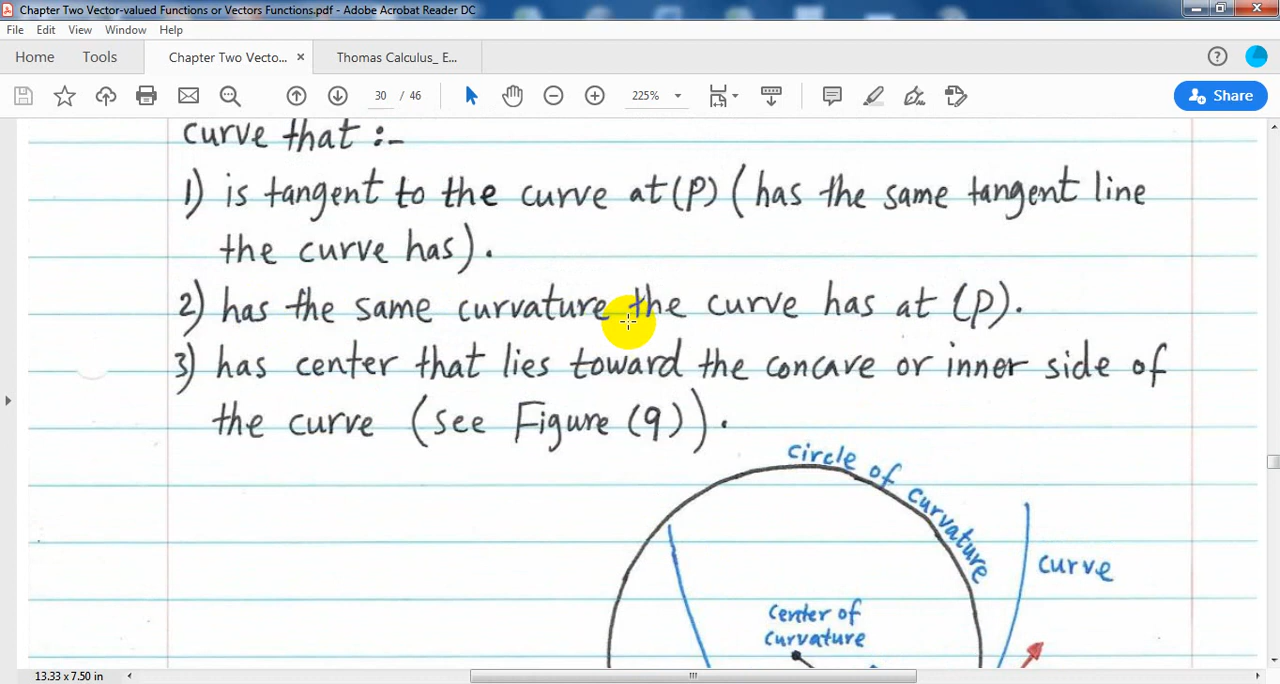 Chapter Two Vector-valued Functions or Vectors Functions.pdf - Adobe Acrobat Reader DC
File Edit View Window Help
Home Tools Chapter Two Vecto... × Thomas Calculus_ E...
30 / 46 225% Share
curve that :-
1) is tangent to the curve at (P) (has the same tangent line
the curve has).
2) has the same curvature the curve has at (P).
3) has center that lies toward the concave or inner side of
the curve (see Figure (9)).
circle of curvature
curve
center of
curvature
13.33 x 7.50 in